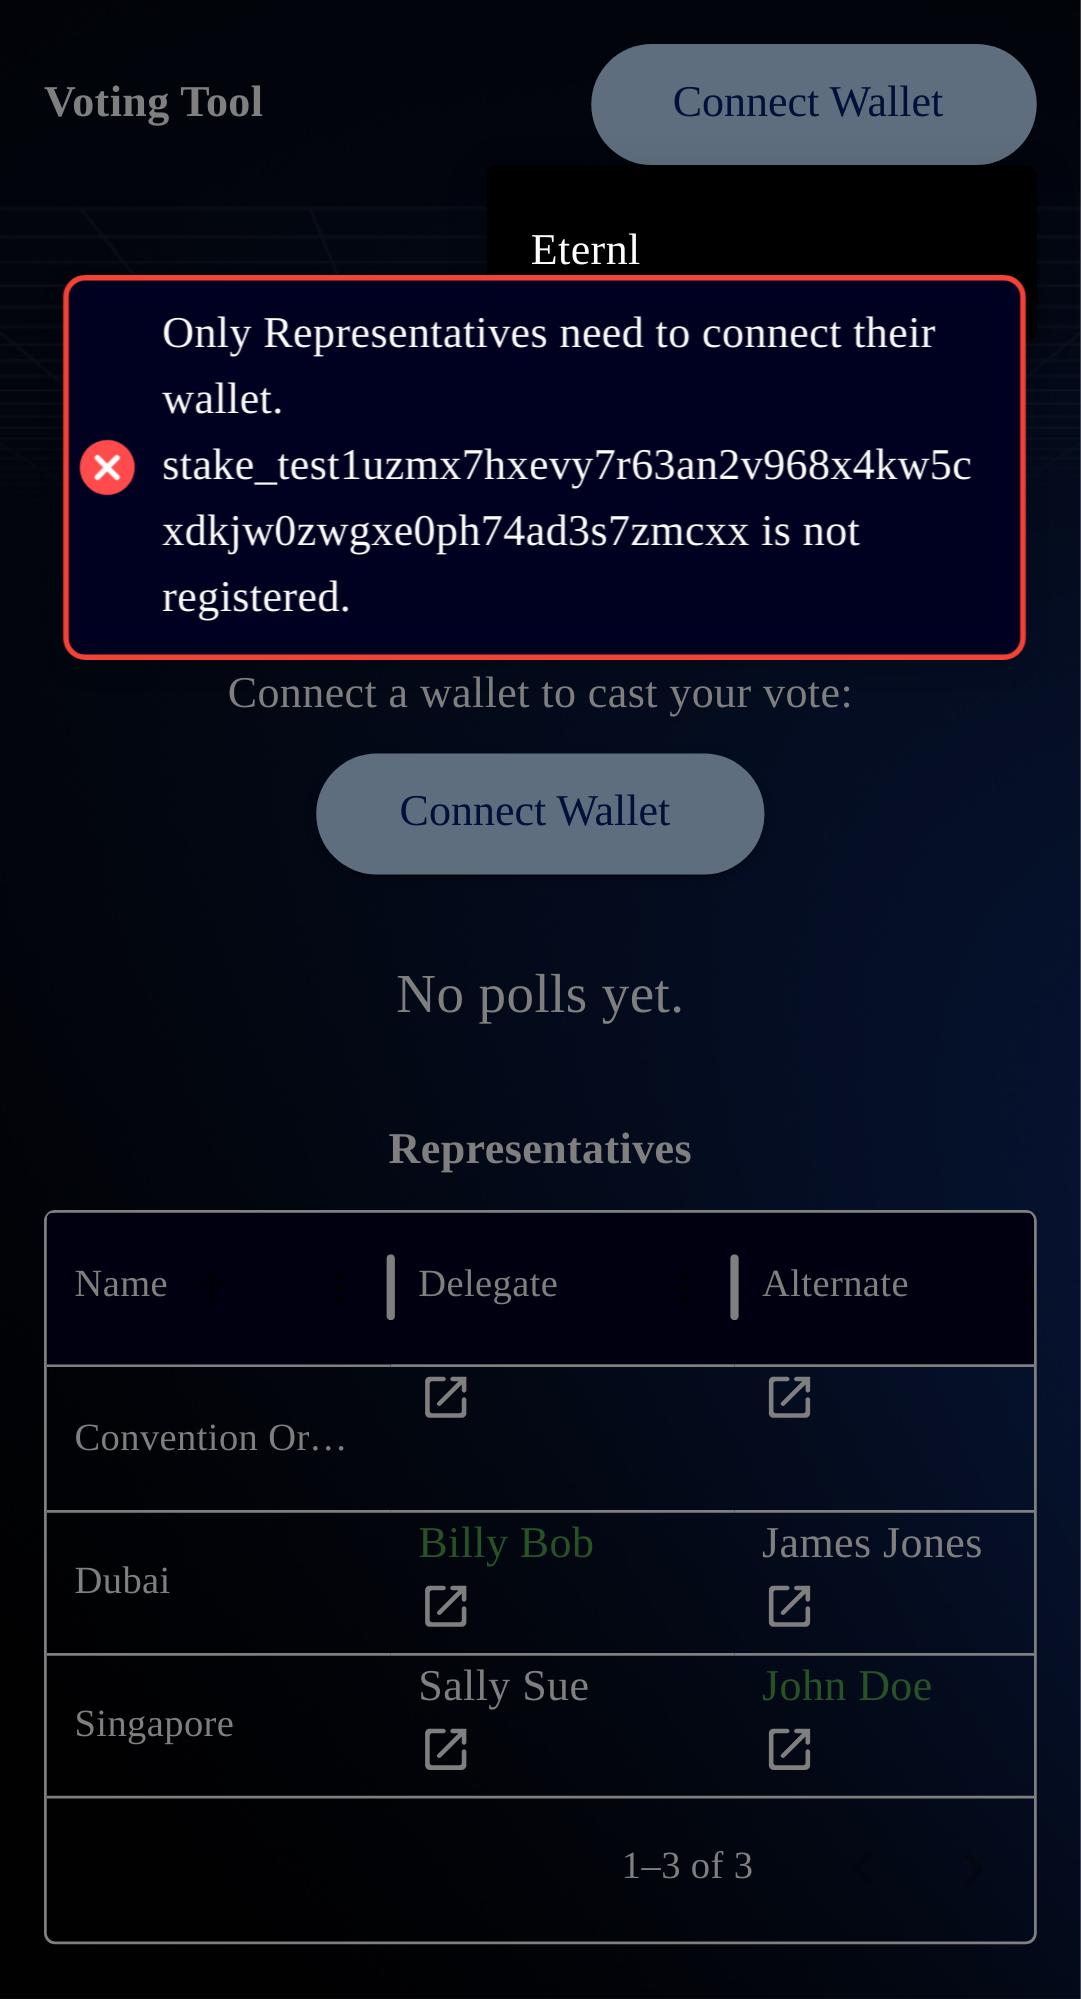 Voting Tool
Connect Wallet
Eternl
Only Representatives need to connect their
wallet.
stake_test1uzmx7hxevy7r63an2v968x4kw5c
xdkjw0zwgxe0ph74ad3s7zmcxx is not
registered.
Connect a wallet to cast your vote:
Connect Wallet
No polls yet.
Representatives
Name Delegate Alternate
Convention Or…
Billy Bob James Jones
Dubai
Sally Sue John Doe
Singapore
1–3 of 3